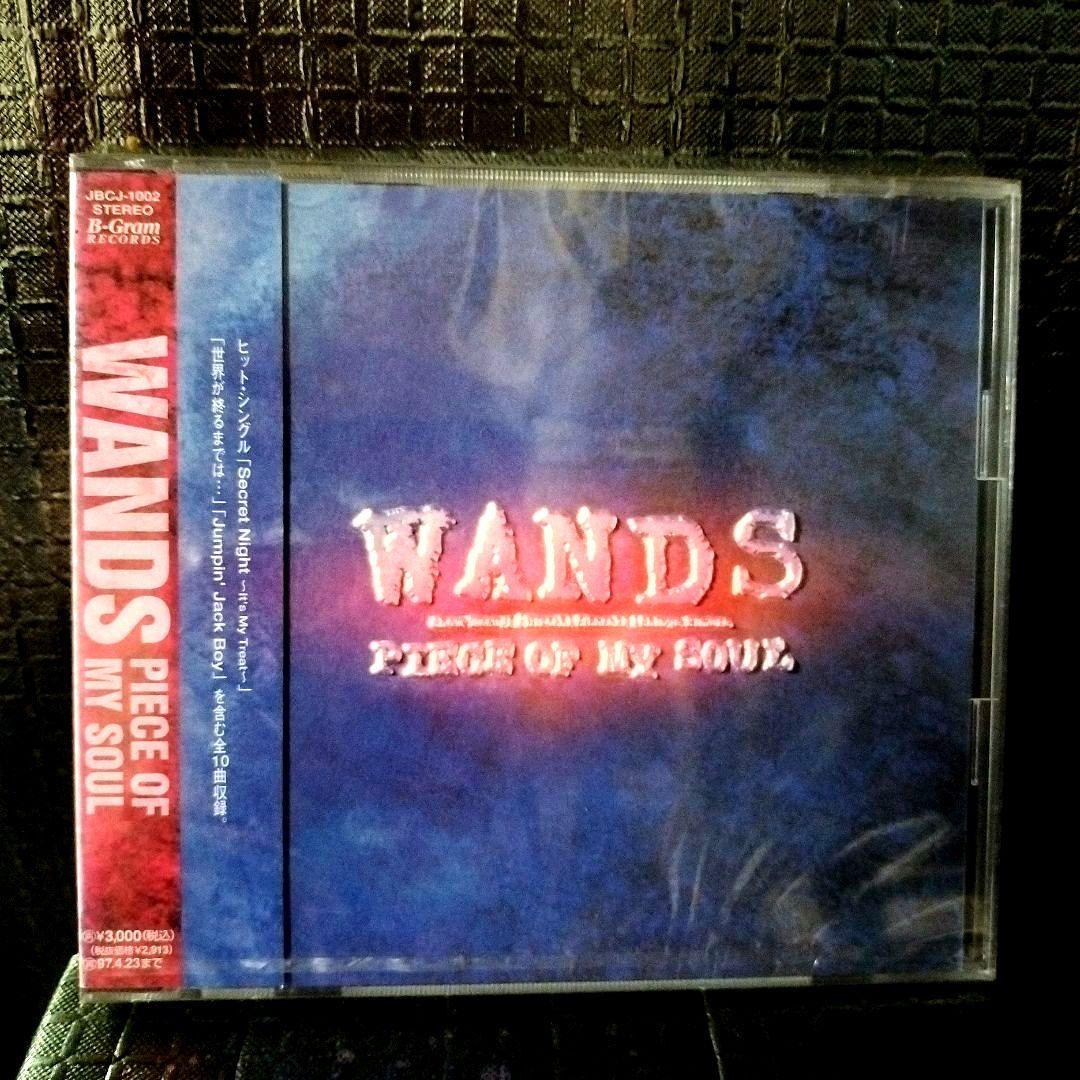 JBCJ-1002
STEREO
B-Gram
RECORDS
WANDS
PIECE OF
MY SOUL
¥3,000(税込)
(税抜価格¥2,913)
97.4.23まで
ヒット・シングル「Secret Night ～It's My Treat～」
「世界が終るまでは…」「Jumpin' Jack Boy」を含む全10曲収録。
WANDS
PIECE OF MY SOUL